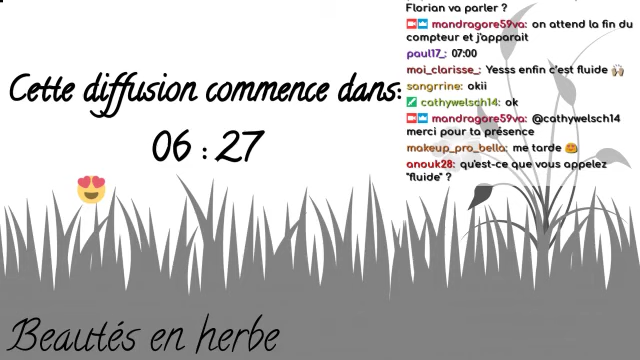 Cette diffusion commence dans:
06 : 27
Florian va parler ?
mandragore59va: on attend la fin du
compteur et j'apparait
paul17_: 07:00
moi_clarisse_: Yesss enfin c'est fluide 🙌
sangrrine: okii
cathywelsch14: ok
mandragore59va: @cathywelsch14
merci pour ta présence
makeup_pro_bella: me tarde 🎃
anouk28: qu'est-ce que vous appelez
"fluide" ?
Beautés en herbe